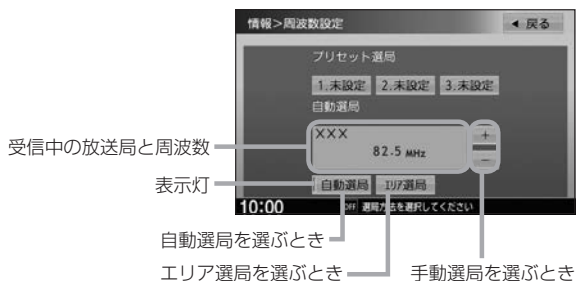 情報>周波数設定
◀ 戻る
プリセット選局
1.未設定 2.未設定 3.未設定
自動選局
×××
82.5 MHz
+
−
自動選局 エリア選局
10:00 OFF 選局方法を選択してください
受信中の放送局と周波数
表示灯
自動選局を選ぶとき
エリア選局を選ぶとき
手動選局を選ぶとき